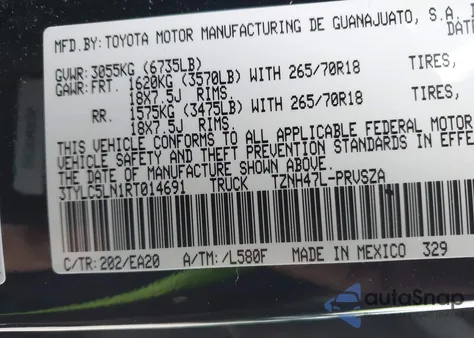 MFD.BY: TOYOTA MOTOR MANUFACTURING DE GUANAJUATO, S.A.
DATE
GVWR: 3055KG (6735LB)
GAWR: FRT. 1620KG (3570LB) WITH 265/70R18 TIRES,
18X7.5J RIMS.
RR. 1575KG (3475LB) WITH 265/70R18 TIRES,
18X7.5J RIMS.
THIS VEHICLE CONFORMS TO ALL APPLICABLE FEDERAL MOTOR
VEHICLE SAFETY AND THEFT PREVENTION STANDARDS IN EFFE
THE DATE OF MANUFACTURE SHOWN ABOVE.
3TYLC5LN1RT014691 TRUCK TZNH47L-PRVSZA
C/TR: 202/EA20 A/TM: /L580F MADE IN MEXICO 329
autoSnap